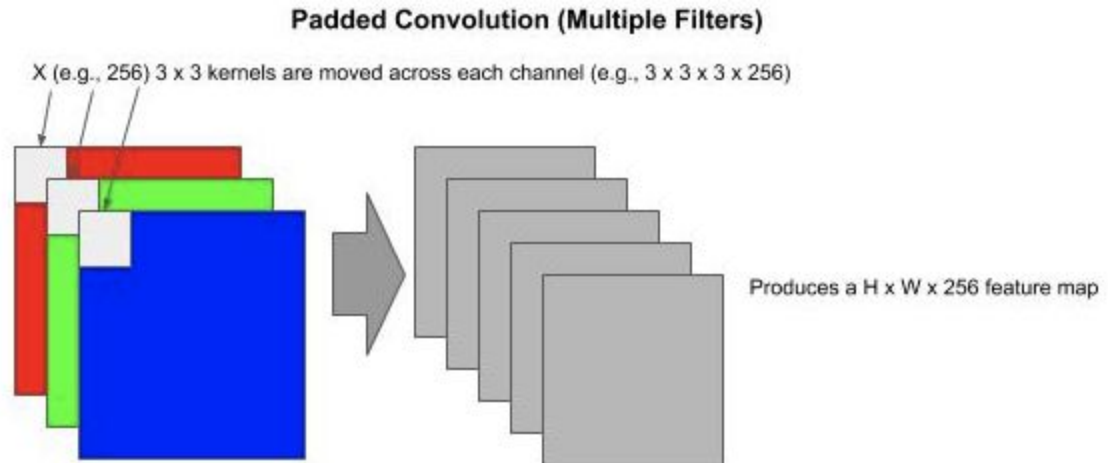 Padded Convolution (Multiple Filters)
X (e.g., 256) 3 x 3 kernels are moved across each channel (e.g., 3 x 3 x 3 x 256)
Produces a H x W x 256 feature map